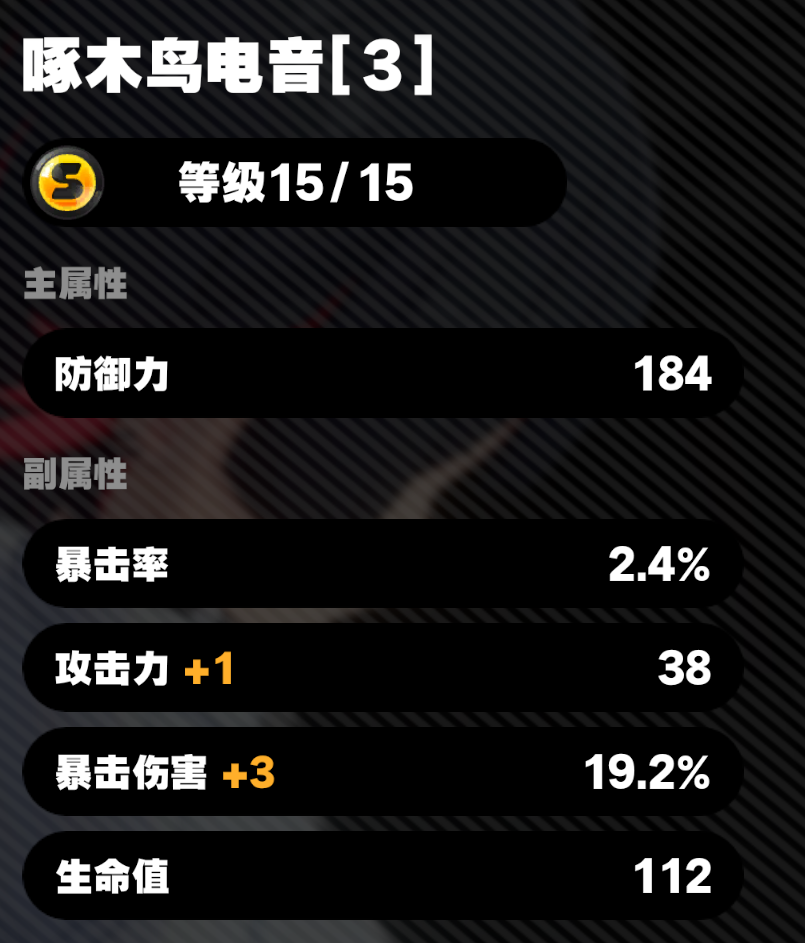 啄木鸟电音[3]
S 等级15/15
主属性
防御力 184
副属性
暴击率 2.4%
攻击力 +1 38
暴击伤害 +3 19.2%
生命值 112